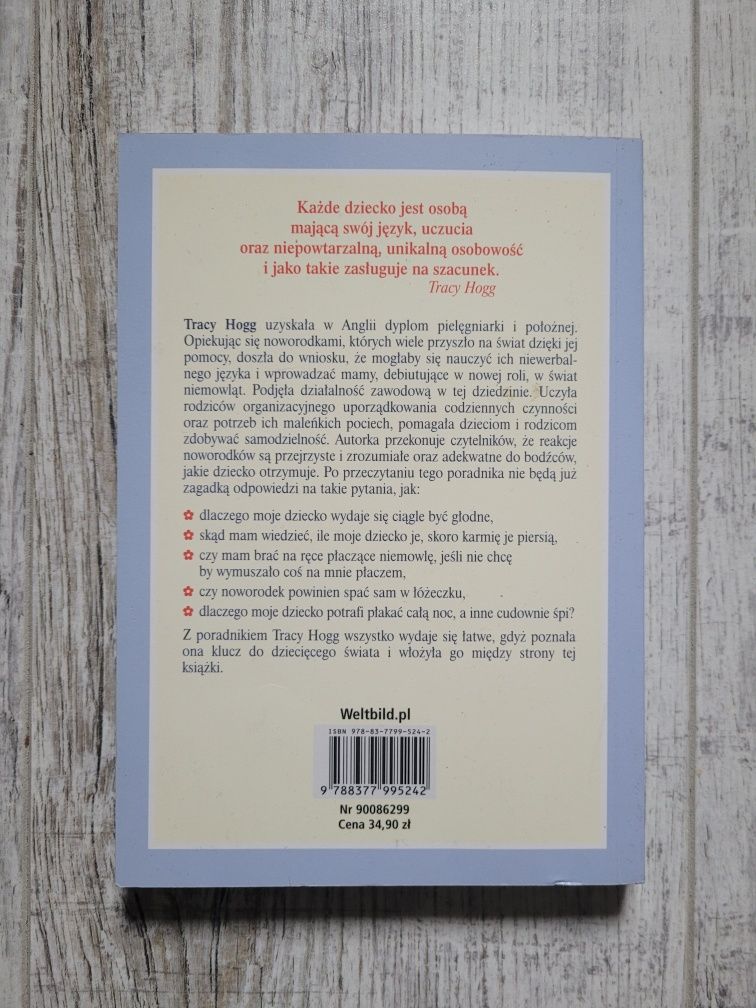 Każde dziecko jest osobą
mającą swój język, uczucia
oraz niepowtarzalną, unikalną osobowość
i jako takie zasługuje na szacunek.
Tracy Hogg
Tracy Hogg uzyskała w Anglii dyplom pielęgniarki i położnej.
Opiekując się noworodkami, których wiele przyszło na świat dzięki jej
pomocy, doszła do wniosku, że mogłaby się nauczyć ich niewerbal-
nego języka i wprowadzać mamy, debiutujące w nowej roli, w świat
niemowląt. Podjęła działalność zawodową w tej dziedzinie. Uczyła
rodziców organizacyjnego uporządkowania codziennych czynności
oraz potrzeb ich maleńkich pociech, pomagała dzieciom i rodzicom
zdobywać samodzielność. Autorka przekonuje czytelników, że reakcje
noworodków są przejrzyste i zrozumiałe oraz adekwatne do bodźców,
jakie dziecko otrzymuje. Po przeczytaniu tego poradnika nie będą już
zagadką odpowiedzi na takie pytania, jak:
✿ dlaczego moje dziecko wydaje się ciągle być głodne,
✿ skąd mam wiedzieć, ile moje dziecko je, skoro karmię je piersią,
✿ czy mam brać na ręce płaczące niemowlę, jeśli nie chcę
by wymuszało coś na mnie płaczem,
✿ czy noworodek powinien spać sam w łóżeczku,
✿ dlaczego moje dziecko potrafi płakać całą noc, a inne cudownie śpi?
Z poradnikiem Tracy Hogg wszystko wydaje się łatwe, gdyż poznała
ona klucz do dziecięcego świata i włożyła go między strony tej
książki.
Weltbild.pl
ISBN 978-83-7799-524-2
9 788377 995242
Nr 90086299
Cena 34,90 zł